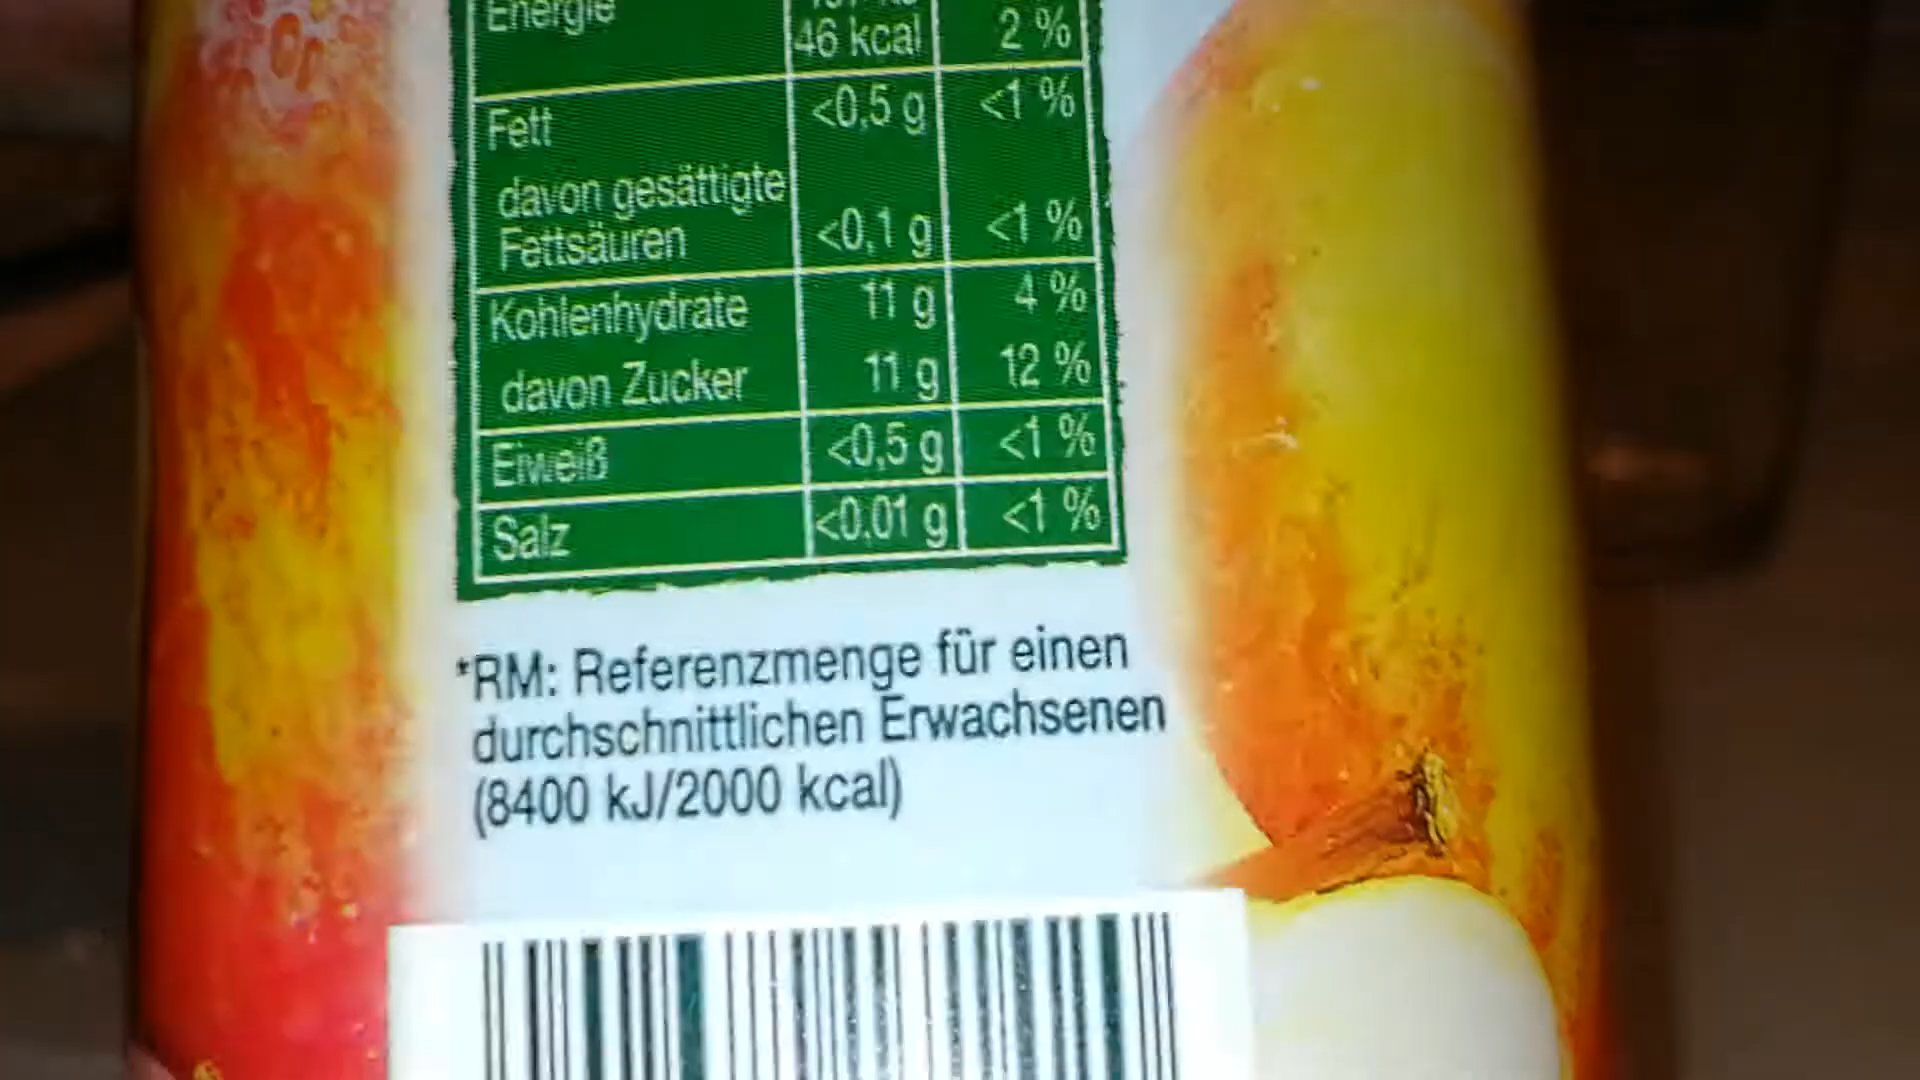 Energie
46 kcal 2 %
Fett <0,5 g <1 %
davon gesättigte
Fettsäuren <0,1 g <1 %
Kohlenhydrate 11 g 4 %
davon Zucker 11 g 12 %
Eiweiß <0,5 g <1 %
Salz <0,01 g <1 %
*RM: Referenzmenge für einen
durchschnittlichen Erwachsenen
(8400 kJ/2000 kcal)